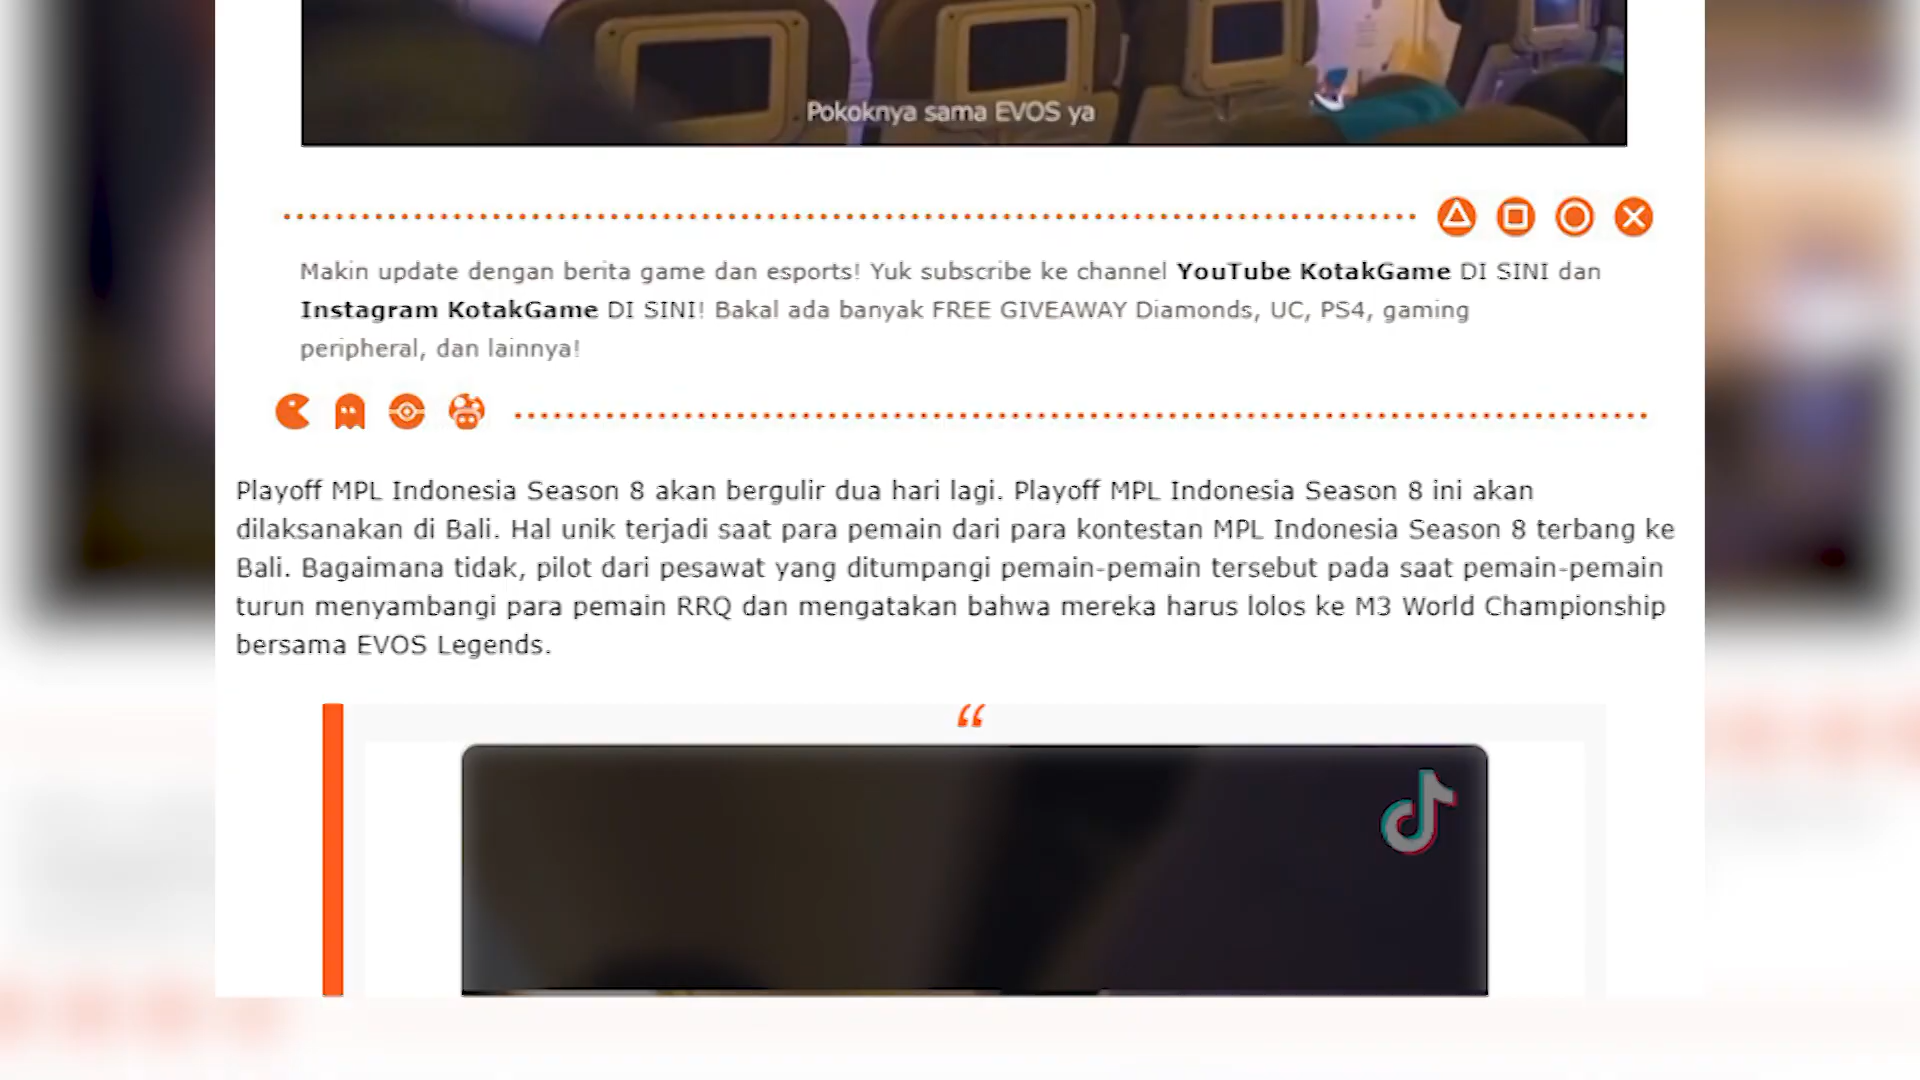 Pokoknya sama EVOS ya
Makin update dengan berita game dan esports! Yuk subscribe ke channel YouTube KotakGame DI SINI dan
Instagram KotakGame DI SINI! Bakal ada banyak FREE GIVEAWAY Diamonds, UC, PS4, gaming
peripheral, dan lainnya!
Playoff MPL Indonesia Season 8 akan bergulir dua hari lagi. Playoff MPL Indonesia Season 8 ini akan
dilaksanakan di Bali. Hal unik terjadi saat para pemain dari para kontestan MPL Indonesia Season 8 terbang ke
Bali. Bagaimana tidak, pilot dari pesawat yang ditumpangi pemain-pemain tersebut pada saat pemain-pemain
turun menyambangi para pemain RRQ dan mengatakan bahwa mereka harus lolos ke M3 World Championship
bersama EVOS Legends.
“